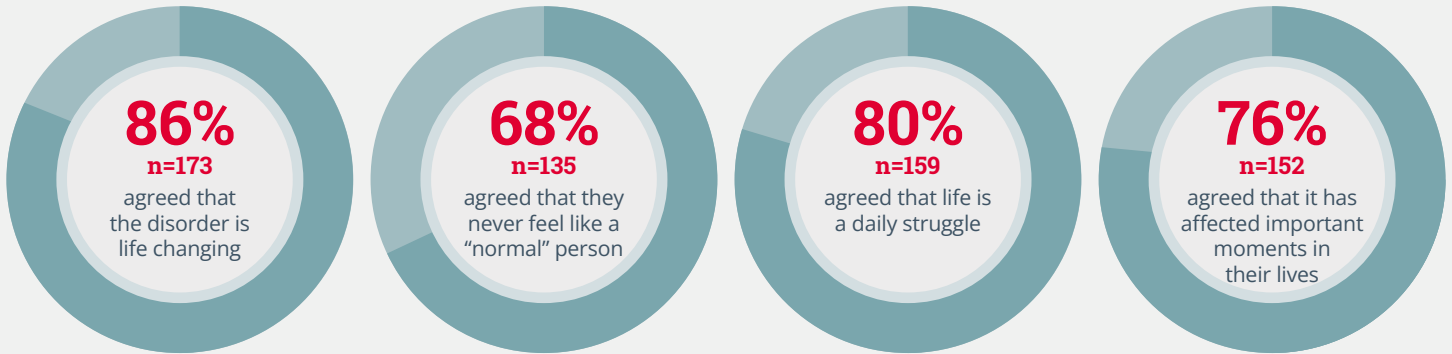 86%
n=173
agreed that
the disorder is
life changing
68%
n=135
agreed that they
never feel like a
“normal” person
80%
n=159
agreed that life is
a daily struggle
76%
n=152
agreed that it has
affected important
moments in
their lives